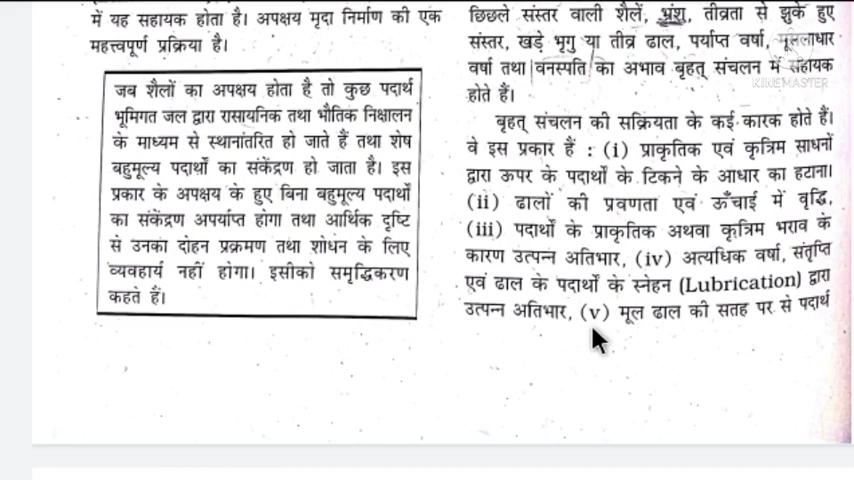 में यह सहायक होता है। अपक्षय मृदा निर्माण की एक
महत्त्वपूर्ण प्रक्रिया है।
जब शैलों का अपक्षय होता है तो कुछ पदार्थ
भूमिगत जल द्वारा रासायनिक तथा भौतिक निक्षालन
के माध्यम से स्थानांतरित हो जाते हैं तथा शेष
बहुमूल्य पदार्थों का संकेंद्रण हो जाता है। इस
प्रकार के अपक्षय के हुए बिना बहुमूल्य पदार्थों
का संकेंद्रण अपर्याप्त होगा तथा आर्थिक दृष्टि
से उनका दोहन प्रक्रमण तथा शोधन के लिए
व्यवहार्य नहीं होगा। इसीको समृद्धिकरण
कहते हैं।
छिछले संस्तर वाली शैलें, भ्रंश, तीव्रता से झुके हुए
संस्तर, खड़े भृगु या तीव्र ढाल, पर्याप्त वर्षा, मूसलाधार
वर्षा तथा वनस्पति का अभाव बृहत् संचलन में सहायक
होते हैं।
बृहत् संचलन की सक्रियता के कई कारक होते हैं।
वे इस प्रकार हैं : (i) प्राकृतिक एवं कृत्रिम साधनों
द्वारा ऊपर के पदार्थों के टिकने के आधार का हटाना।
(ii) ढालों की प्रवणता एवं ऊँचाई में वृद्धि,
(iii) पदार्थों के प्राकृतिक अथवा कृत्रिम भराव के
कारण उत्पन्न अतिभार, (iv) अत्यधिक वर्षा, संतृप्ति
एवं ढाल के पदार्थों के स्नेहन (Lubrication) द्वारा
उत्पन्न अतिभार, (v) मूल ढाल की सतह पर से पदार्थ
KINEMASTER